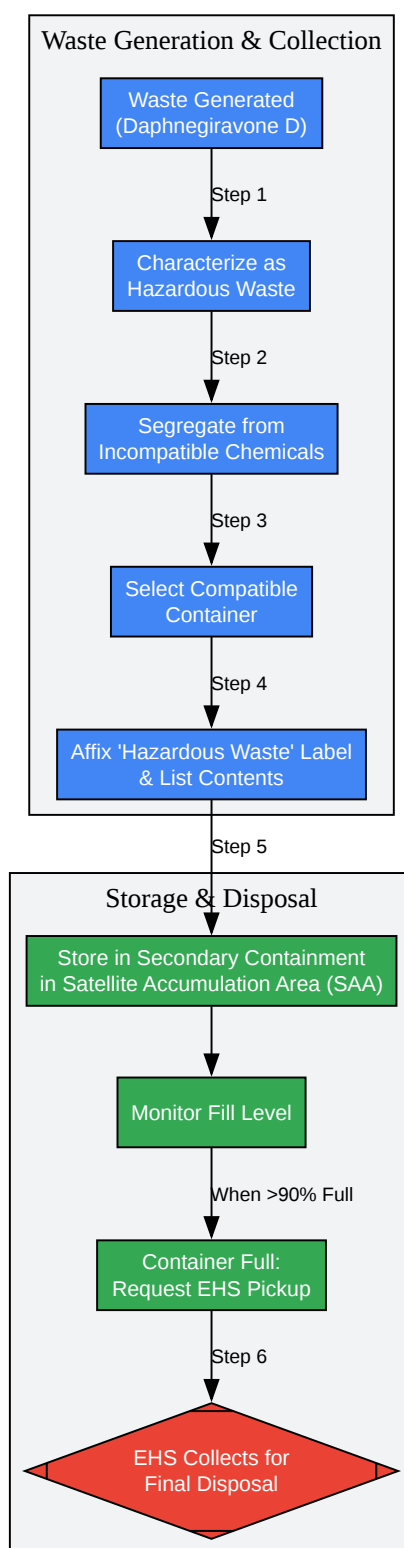 Waste Generation & Collection
Waste Generated
(Daphnegiravone D)
Step 1
Characterize as
Hazardous Waste
Step 2
Segregate from
Incompatible Chemicals
Step 3
Select Compatible
Container
Step 4
Affix 'Hazardous Waste' Label
& List Contents
Step 5
Storage & Disposal
Store in Secondary Containment
in Satellite Accumulation Area (SAA)
Monitor Fill Level
When >90% Full
Container Full:
Request EHS Pickup
Step 6
EHS Collects for
Final Disposal